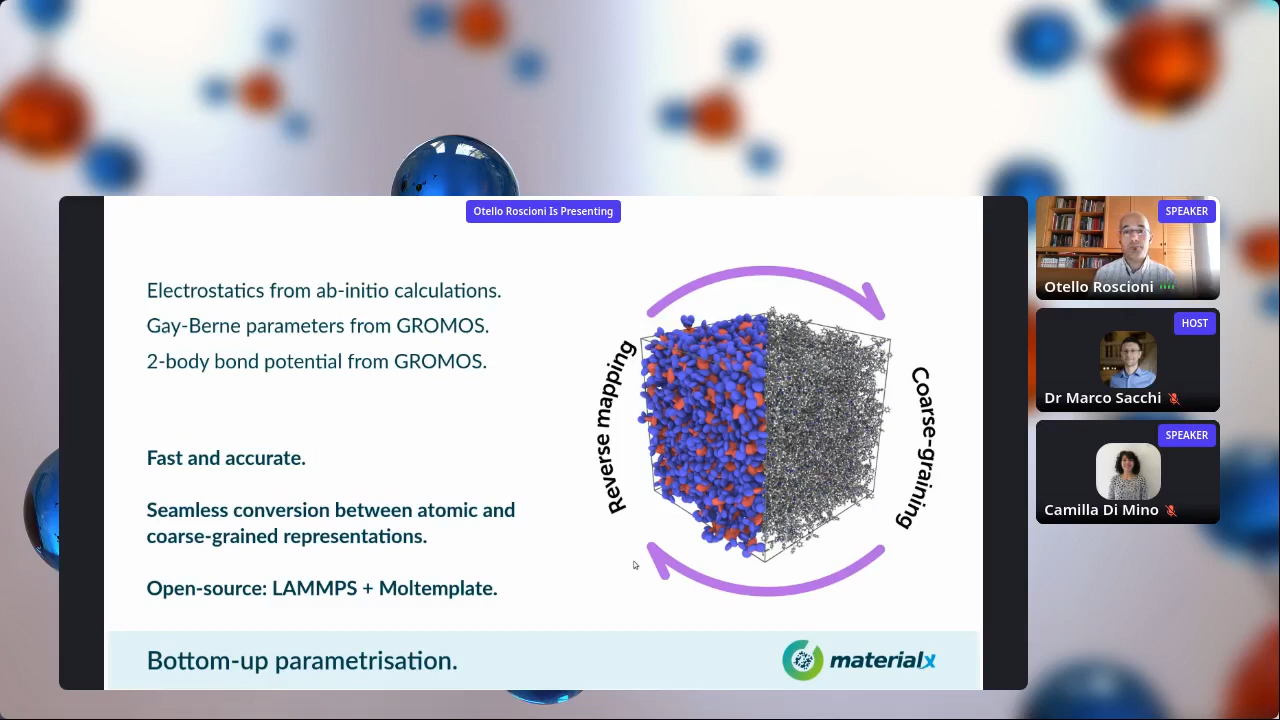 Otello Roscioni Is Presenting
Electrostatics from ab-initio calculations.
Gay-Berne parameters from GROMOS.
2-body bond potential from GROMOS.
Fast and accurate.
Seamless conversion between atomic and
coarse-grained representations.
Open-source: LAMMPS + Moltemplate.
Reverse mapping
Coarse-graining
Bottom-up parametrisation.
materialx
SPEAKER
Otello Roscioni
HOST
Dr Marco Sacchi
SPEAKER
Camilla Di Mino